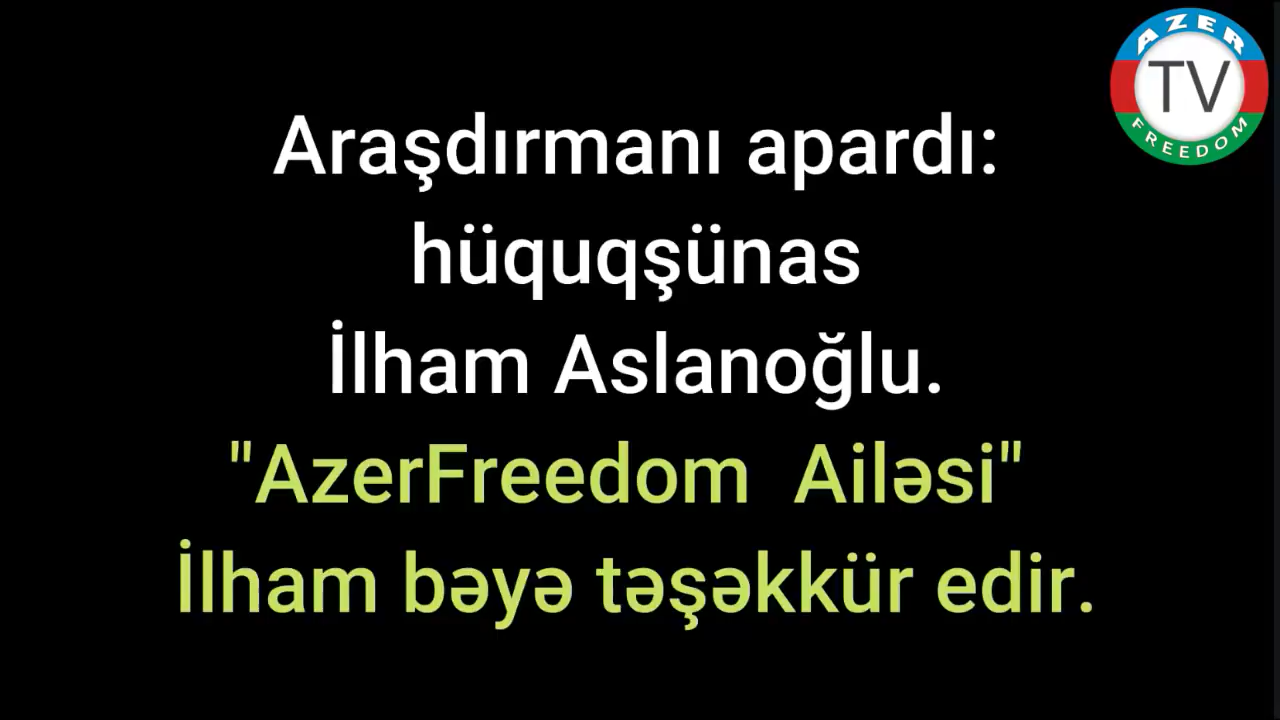 AZER
TV
FREEDOM
Araşdırmanı apardı:
hüquqşünas
İlham Aslanoğlu.
"AzerFreedom Ailəsi"
İlham bəyə təşəkkür edir.